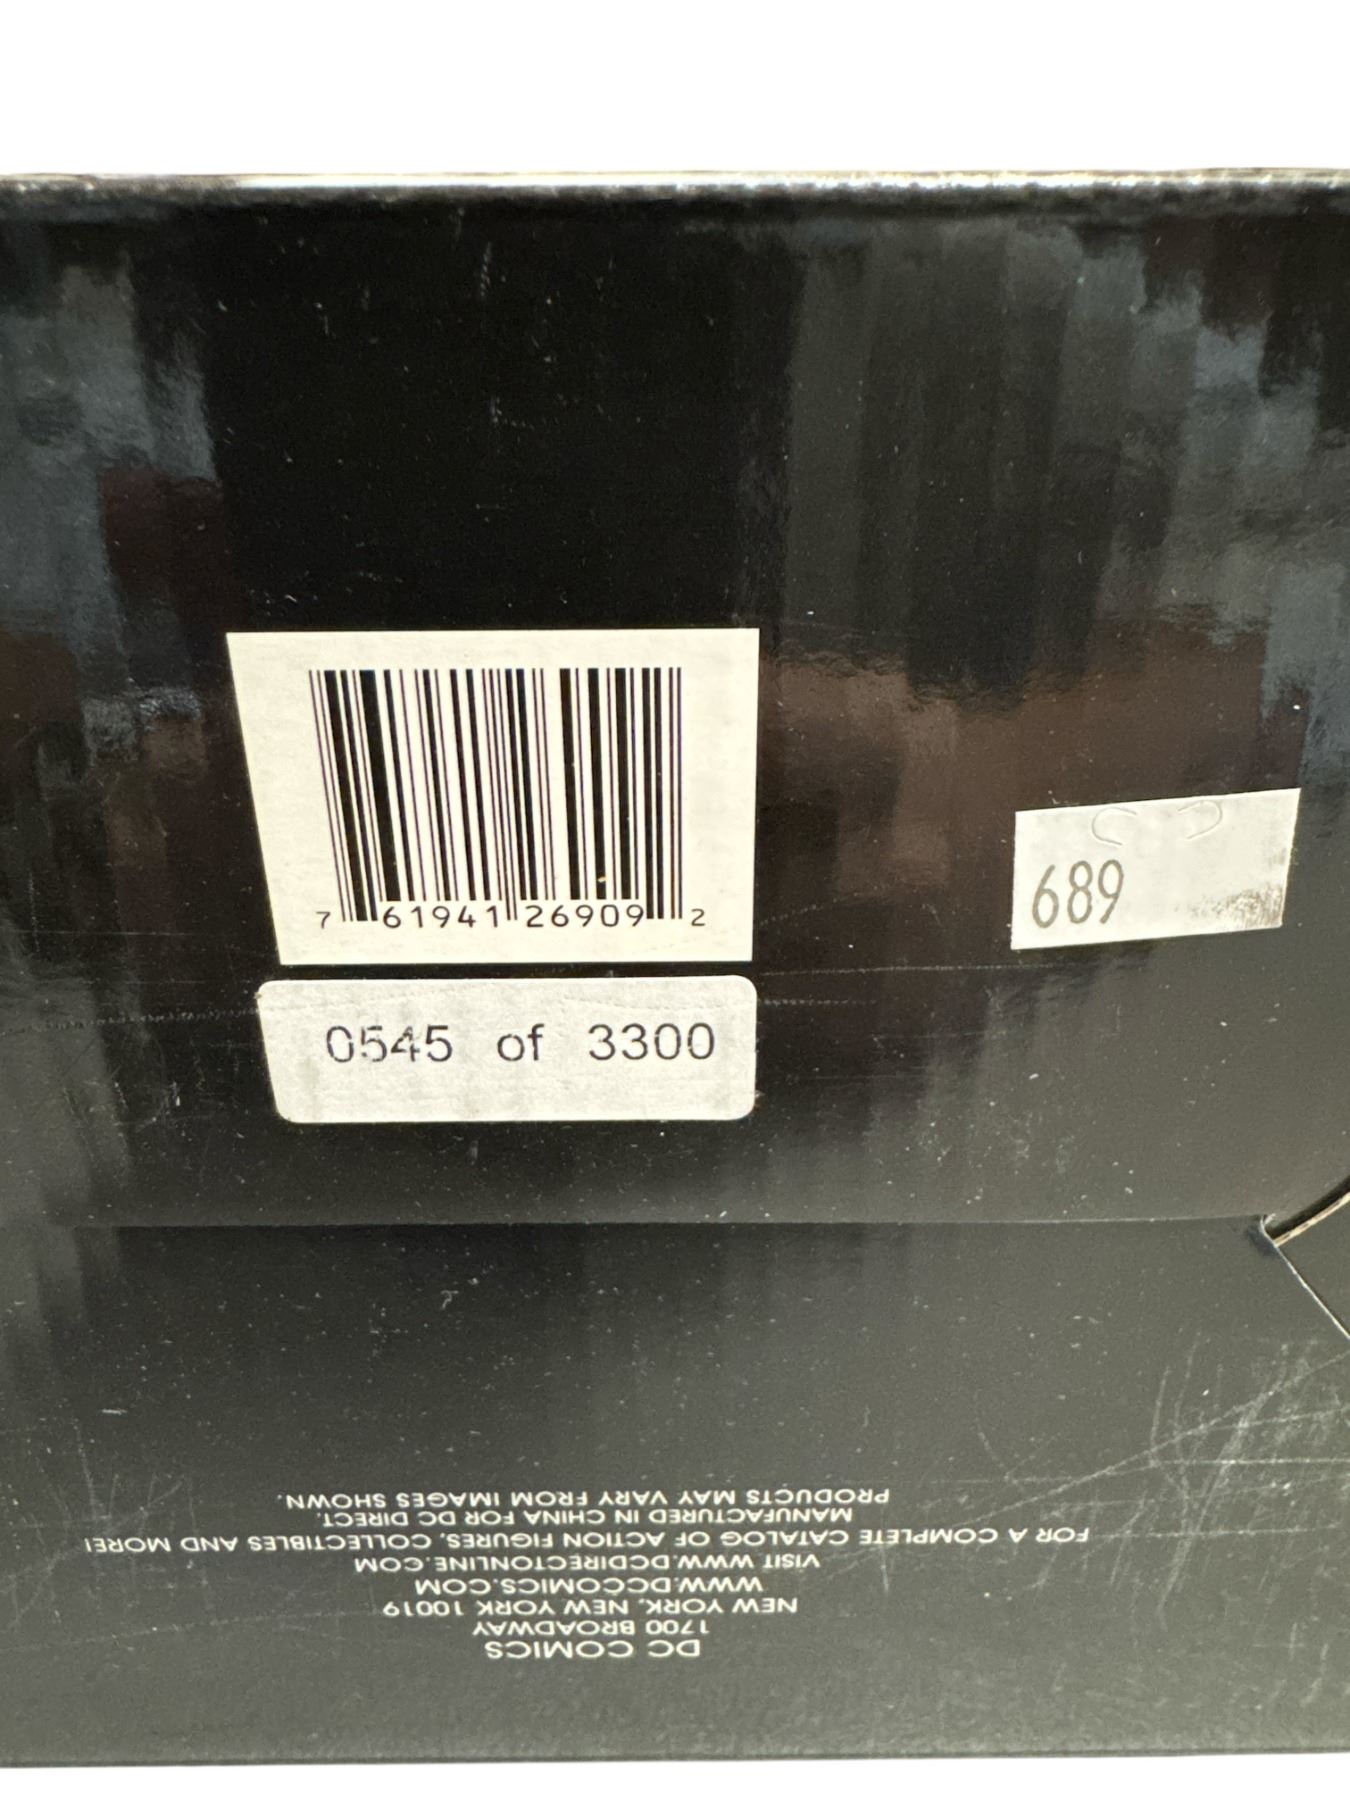 7 61941 26909 2
689
0545 of 3300
DC COMICS
1700 BROADWAY
NEW YORK, NEW YORK 10019
WWW.DCCOMICS.COM
VISIT WWW.DCDIRECTONLINE.COM
FOR A COMPLETE CATALOG OF ACTION FIGURES, COLLECTIBLES AND MORE!
MANUFACTURED IN CHINA FOR DC DIRECT.
PRODUCTS MAY VARY FROM IMAGES SHOWN.